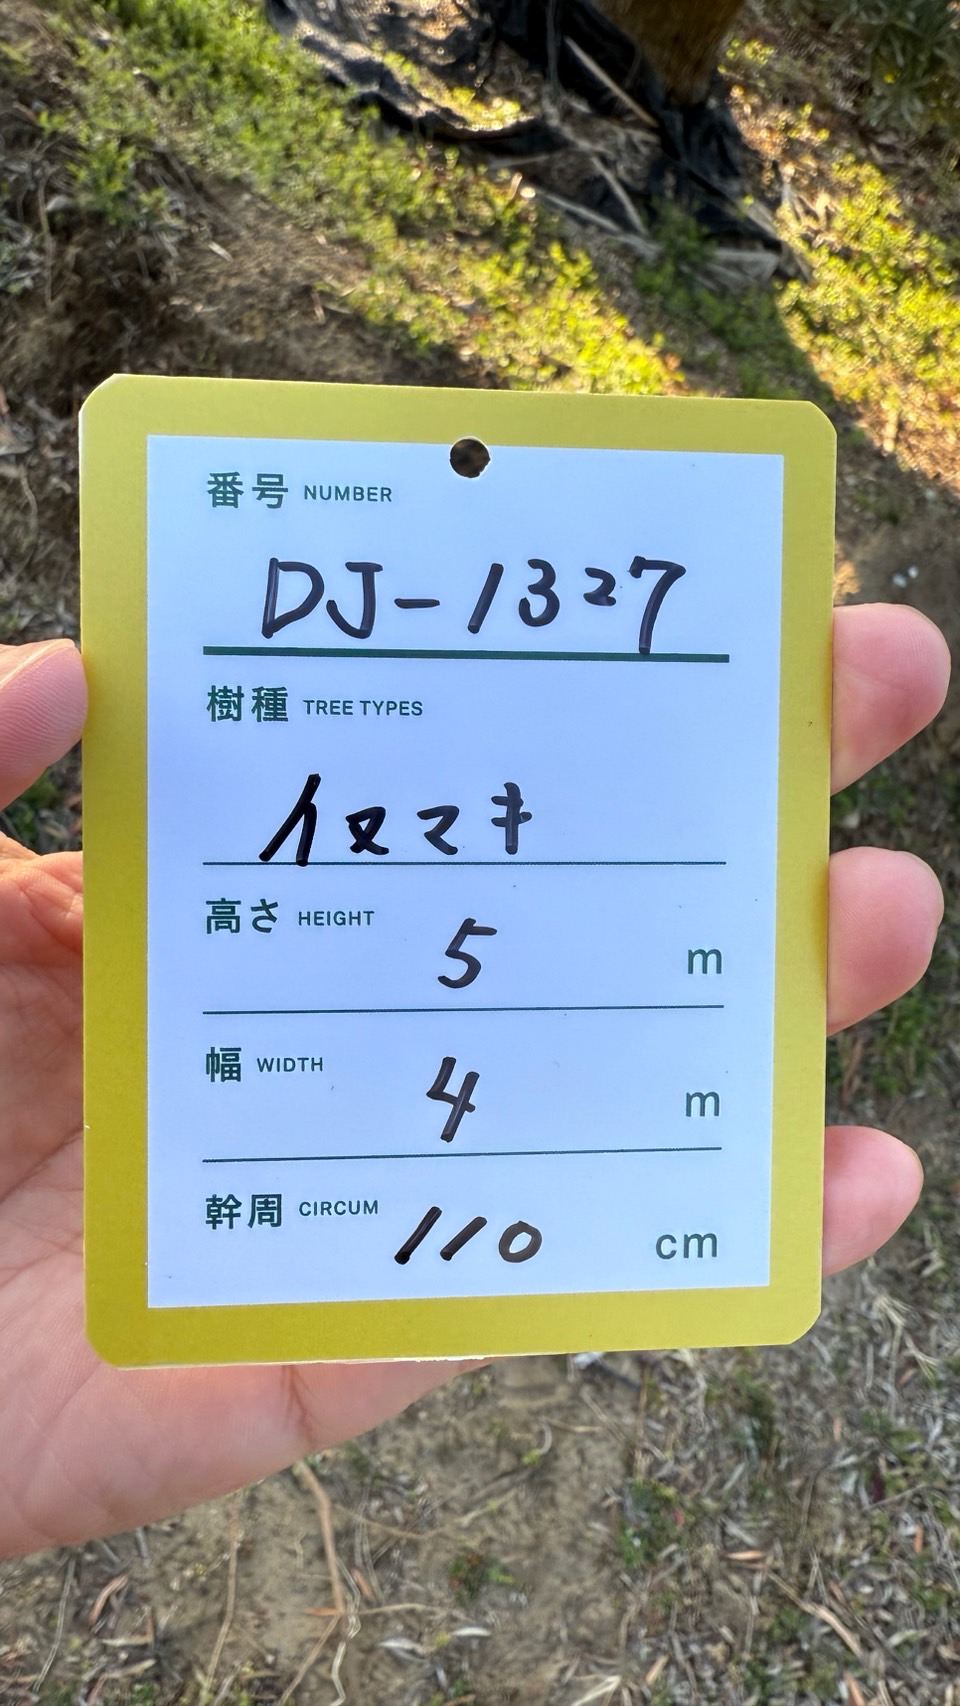 番号 NUMBER
DJ-1327
樹種 TREE TYPES
イヌマキ
高さ HEIGHT 5 m
幅 WIDTH 4 m
幹周 CIRCUM 110 cm